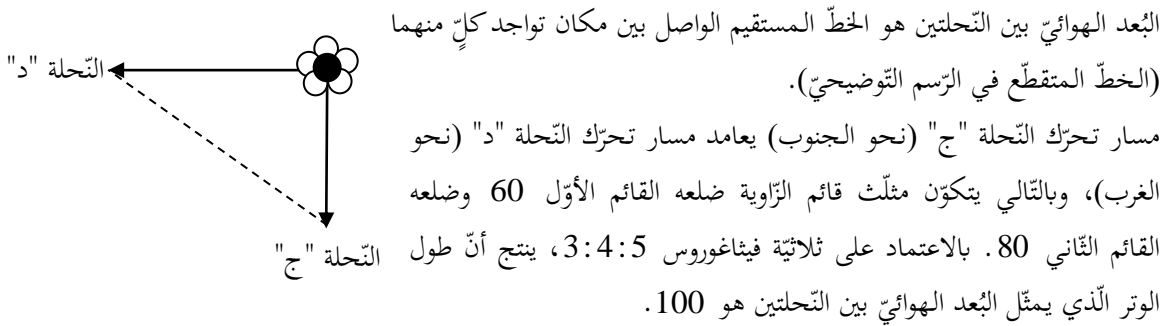 البُعد الهوائيّ بين النّحلتين هو الخطّ المستقيم الواصل بين مكان تواجد كلٍّ منهما
(الخطّ المتقطّع في الرّسم التّوضيحيّ).
مسار تحرّك النّحلة "ج" (نحو الجنوب) يعامد مسار تحرّك النّحلة "د" (نحو
الغرب)، وبالتّالي يتكوّن مثلّث قائم الزّاوية ضلعه القائم الأوّل 60 وضلعه
القائم الثّاني 80. بالاعتماد على ثلاثيّة فيثاغوروس 3:4:5، ينتج أنّ طول
الوتر الّذي يمثّل البُعد الهوائيّ بين النّحلتين هو 100.
النّحلة "د"
النّحلة "ج"